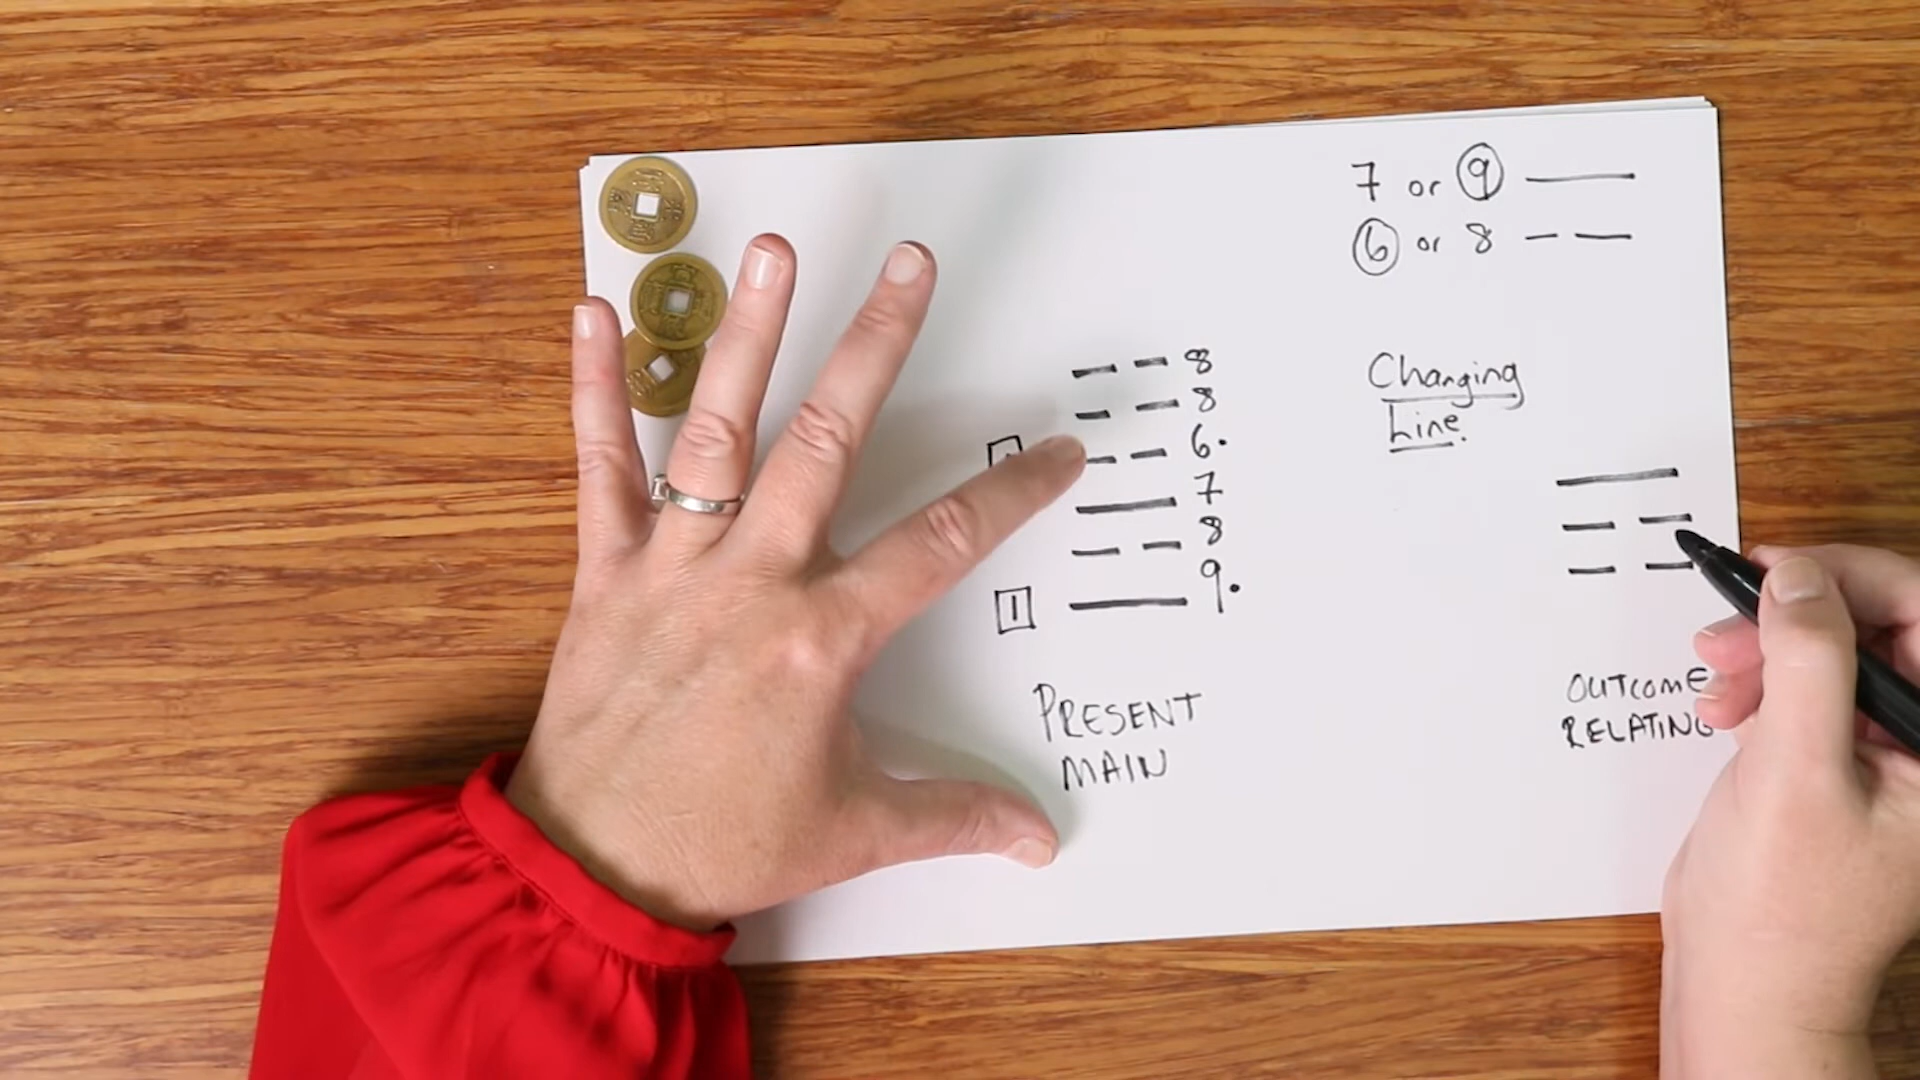 7 or 9
6 or 8
8
8
6.
7
8
9.
1
Changing
Line.
PRESENT
MAIN
OUTCOME
RELATING